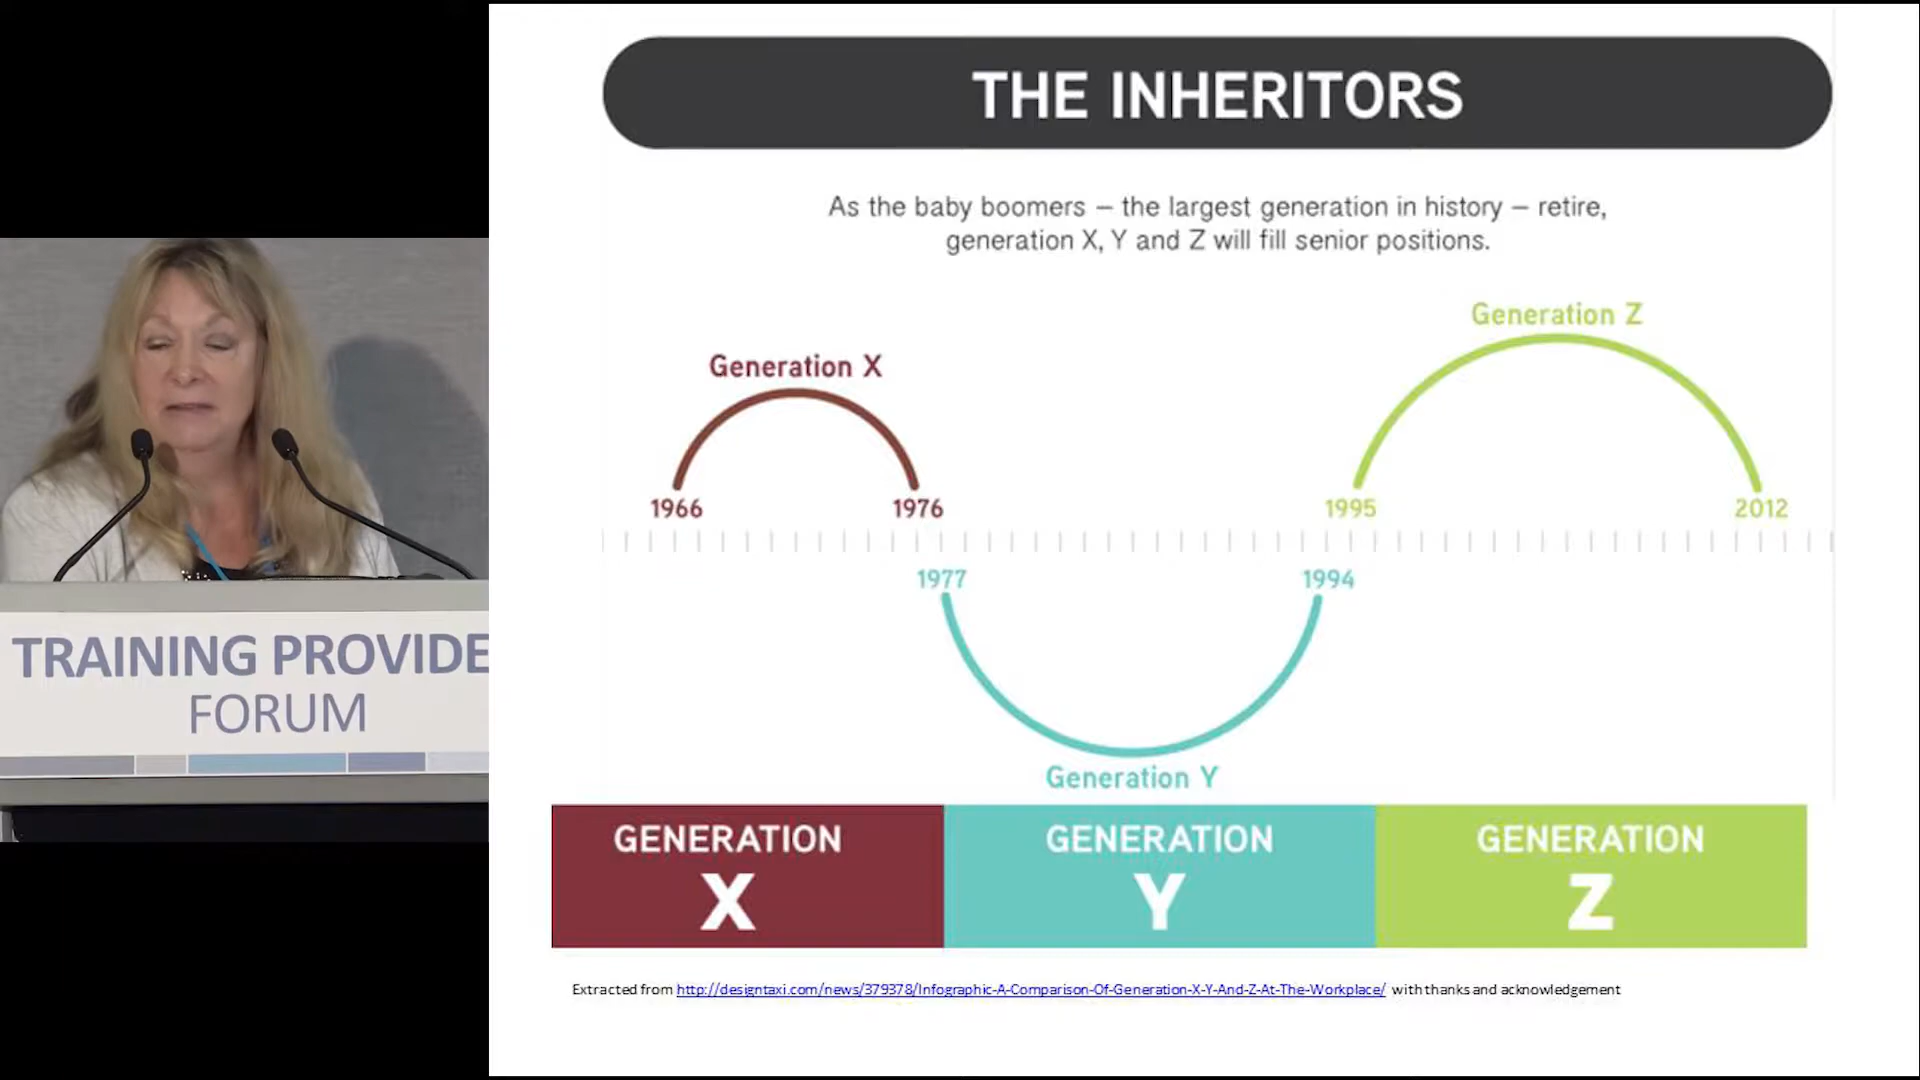 THE INHERITORS
As the baby boomers – the largest generation in history – retire,
generation X, Y and Z will fill senior positions.
Generation Z
Generation X
1966
1976
1995
2012
1977
1994
Generation Y
GENERATION
X
GENERATION
Y
GENERATION
Z
Extracted from http://designtaxi.com/news/379378/Infographic-A-Comparison-Of-Generation-X-Y-And-Z-At-The-Workplace/ with thanks and acknowledgement
TRAINING PROVIDE
FORUM